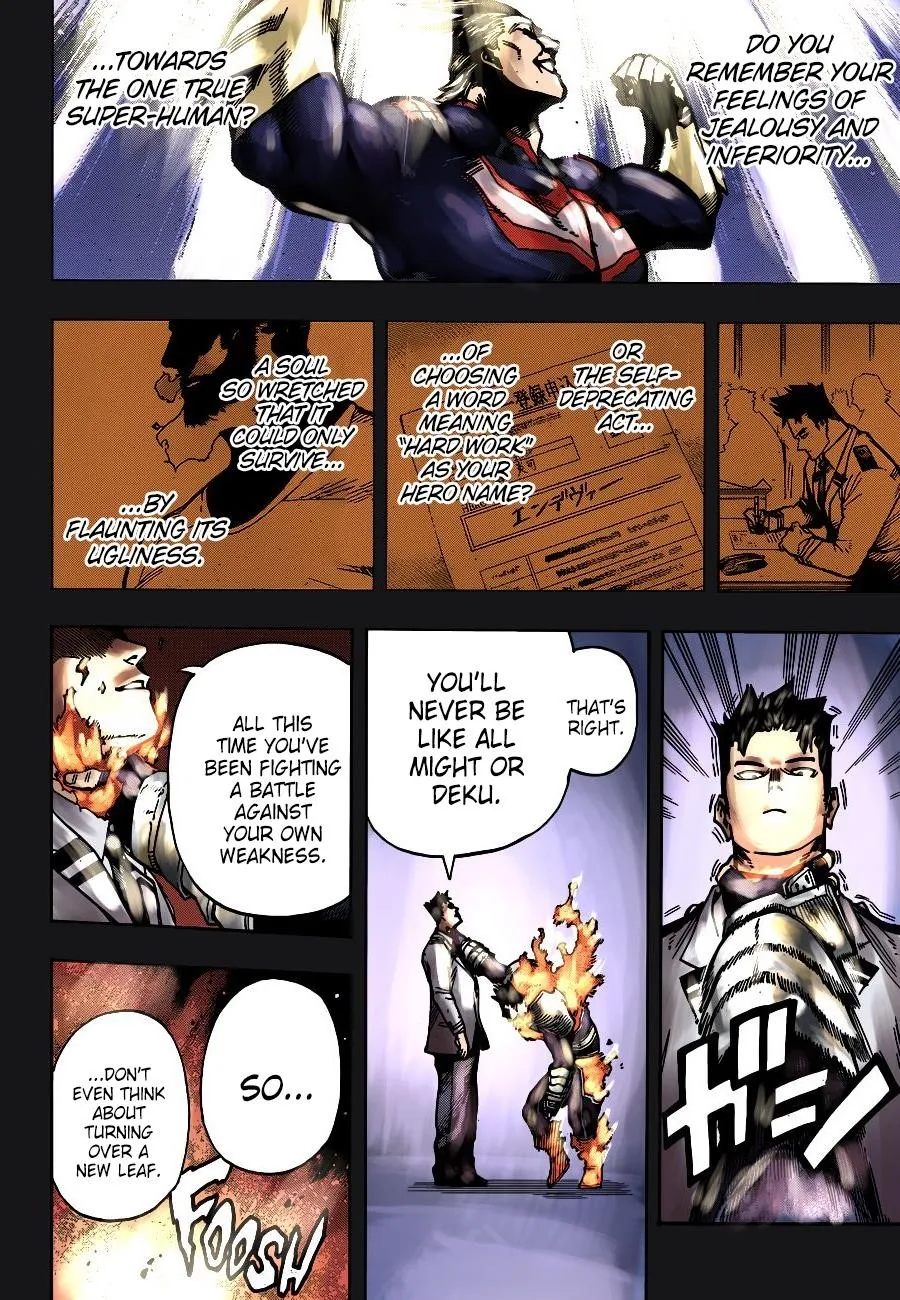 DO YOU
REMEMBER YOUR
FEELINGS OF
JEALOUSY AND
INFERIORITY...
...TOWARDS
THE ONE TRUE
SUPER-HUMAN?
OR
THE SELF-
DEPRECATING
ACT...
...OF
CHOOSING
A WORD
MEANING
"HARD WORK"
AS YOUR
HERO NAME?
エンデヴァー
A SOUL
SO WRETCHED
THAT IT
COULD ONLY
SURVIVE...
...BY
FLAUNTING ITS
UGLINESS.
ガシ
THAT'S
RIGHT.
YOU'LL
NEVER BE
LIKE ALL
MIGHT OR
DEKU.
ALL THIS
TIME YOU'VE
BEEN FIGHTING
A BATTLE
AGAINST
YOUR OWN
WEAKNESS.
SO...
...DON'T
EVEN THINK
ABOUT
TURNING
OVER A
NEW LEAF.
FOOSH